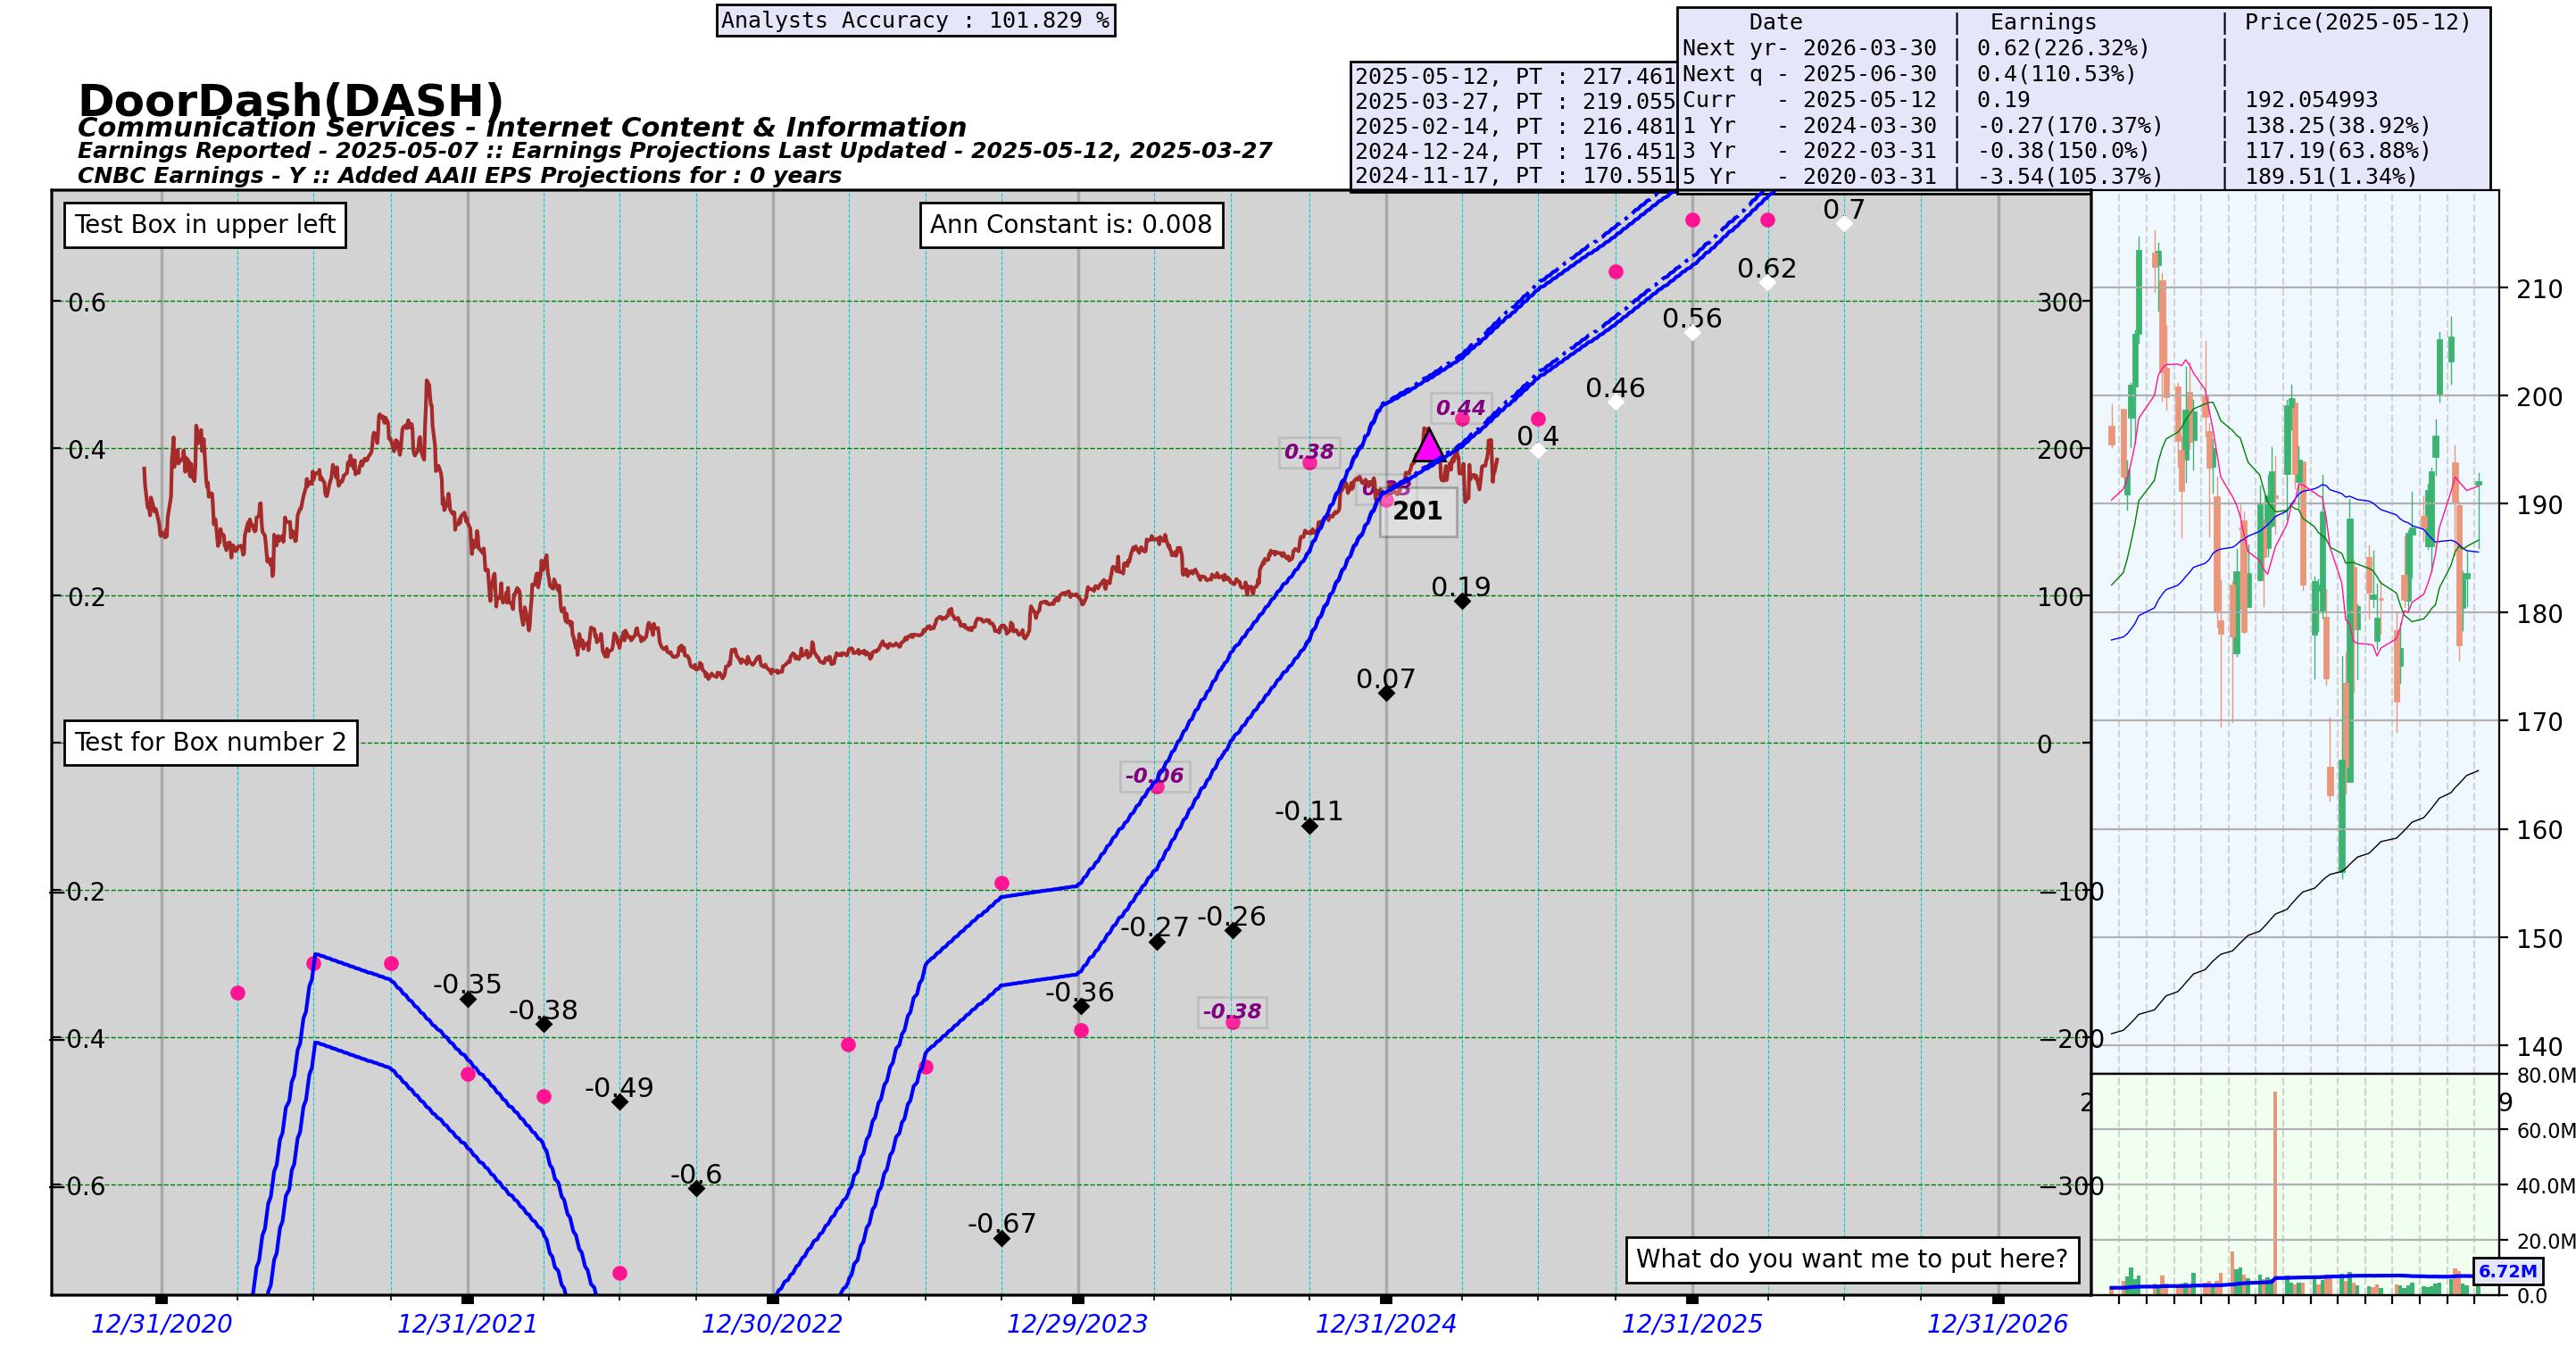 Analysts Accuracy : 101.829 %
Date | Earnings | Price(2025-05-12)
Next yr- 2026-03-30 | 0.62(226.32%) |
Next q - 2025-06-30 | 0.4(110.53%) |
Curr - 2025-05-12 | 0.19 | 192.054993
1 Yr - 2024-03-30 | -0.27(170.37%) | 138.25(38.92%)
3 Yr - 2022-03-31 | -0.38(150.0%) | 117.19(63.88%)
5 Yr - 2020-03-31 | -3.54(105.37%) | 189.51(1.34%)
2025-05-12, PT : 217.461
2025-03-27, PT : 219.055
2025-02-14, PT : 216.481
2024-12-24, PT : 176.451
2024-11-17, PT : 170.551
DoorDash(DASH)
Communication Services - Internet Content & Information
Earnings Reported - 2025-05-07 :: Earnings Projections Last Updated - 2025-05-12, 2025-03-27
CNBC Earnings - Y :: Added AAII EPS Projections for : 0 years
Test Box in upper left
Ann Constant is: 0.008
0.7
0.62
0.56
0.46
0.4
0.44
0.38
0.33
201
0.19
0.07
-0.06
-0.11
-0.27
-0.26
-0.36
-0.38
-0.35
-0.38
-0.49
-0.6
-0.67
0.6
0.4
0.2
Test for Box number 2
−0.2
−0.4
−0.6
300
200
100
0
−100
−200
−300
210
200
190
180
170
160
150
140
80.0M
2
9
60.0M
40.0M
20.0M
6.72M
0.0
What do you want me to put here?
12/31/2020
12/31/2021
12/30/2022
12/29/2023
12/31/2024
12/31/2025
12/31/2026